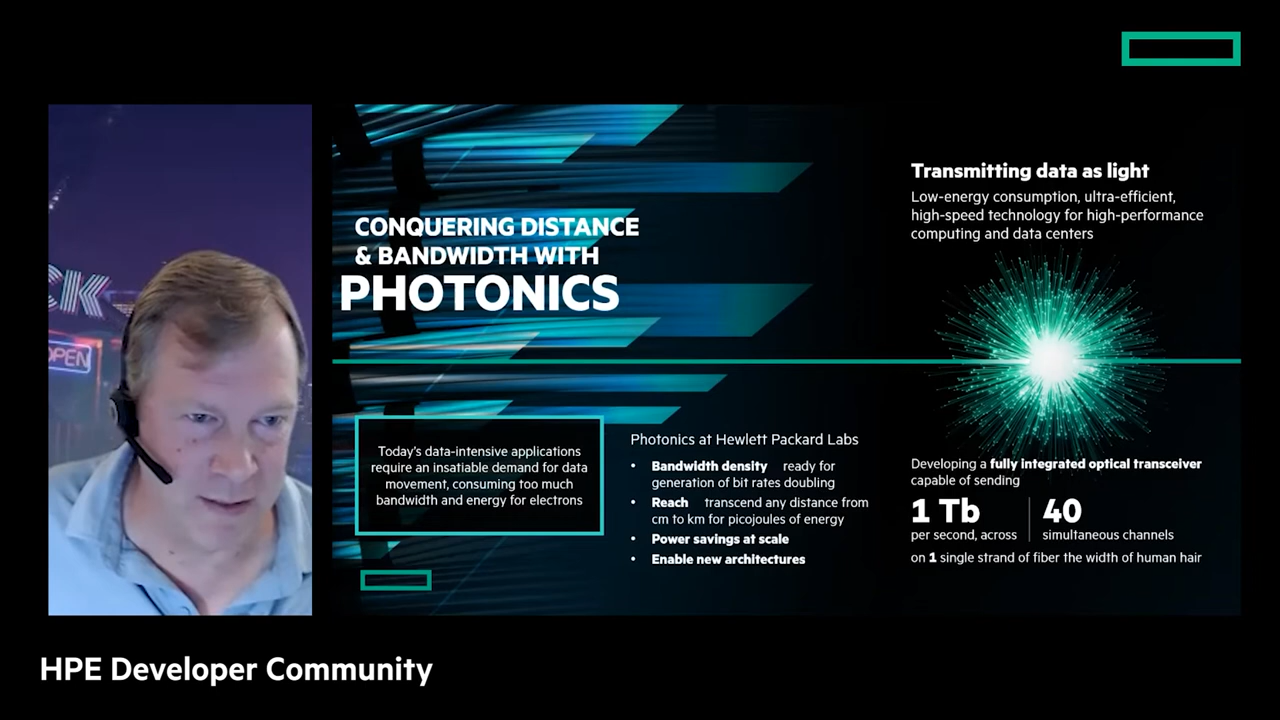 CK
OPEN
CONQUERING DISTANCE
& BANDWIDTH WITH
PHOTONICS
Today's data-intensive applications
require an insatiable demand for data
movement, consuming too much
bandwidth and energy for electrons
Photonics at Hewlett Packard Labs
• Bandwidth density ready for
generation of bit rates doubling
• Reach transcend any distance from
cm to km for picojoules of energy
• Power savings at scale
• Enable new architectures
Transmitting data as light
Low-energy consumption, ultra-efficient,
high-speed technology for high-performance
computing and data centers
Developing a fully integrated optical transceiver
capable of sending
1 Tb
per second, across
40
simultaneous channels
on 1 single strand of fiber the width of human hair
HPE Developer Community